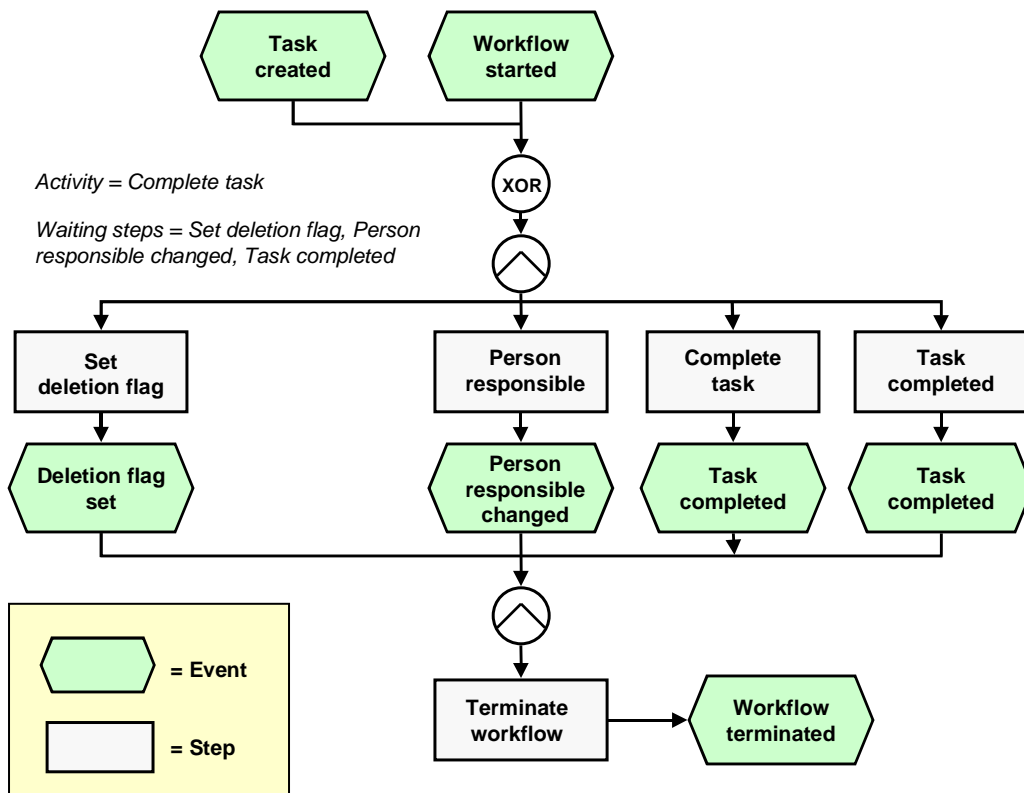 Task
created
Workflow
started
XOR
Activity = Complete task
Waiting steps = Set deletion flag, Person
responsible changed, Task completed
Set
deletion flag
Person
responsible
Complete
task
Task
completed
Deletion flag
set
Person
responsible
changed
Task
completed
Task
completed
= Event
= Step
Terminate
workflow
Workflow
terminated